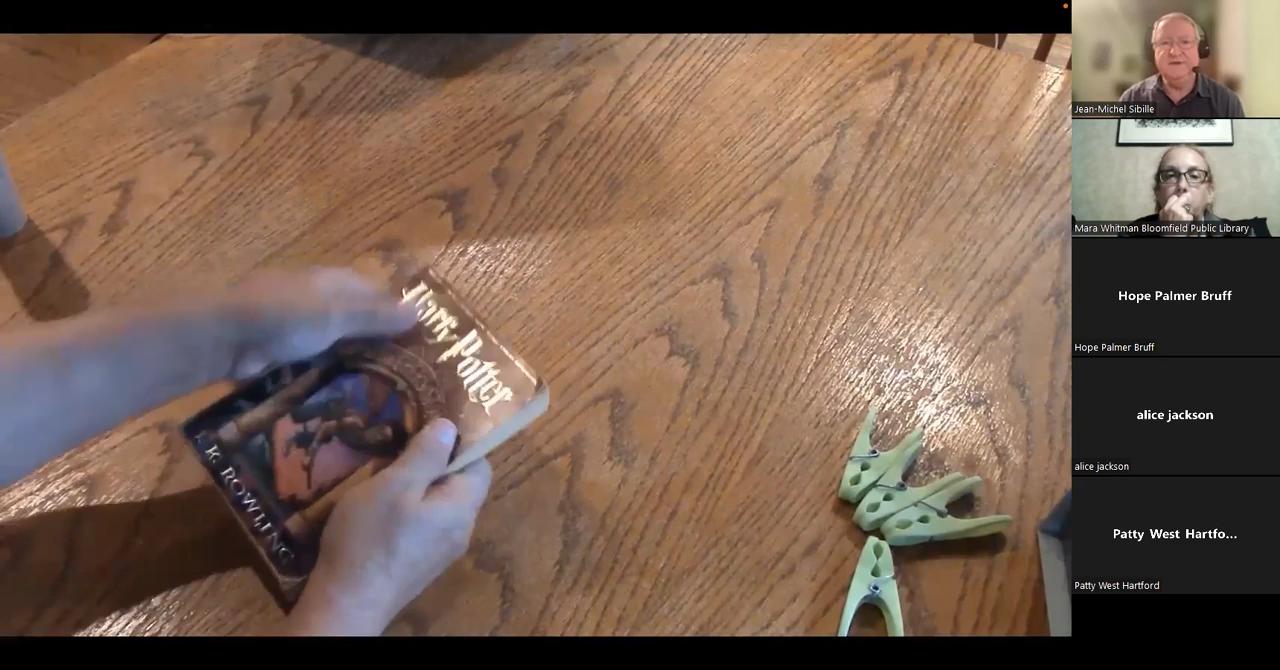 Harry Potter
J.K. ROWLING
Jean-Michel Sibille
Mara Whitman Bloomfield Public Library
Hope Palmer Bruff
Hope Palmer Bruff
alice jackson
alice jackson
Patty West Hartfo...
Patty West Hartford